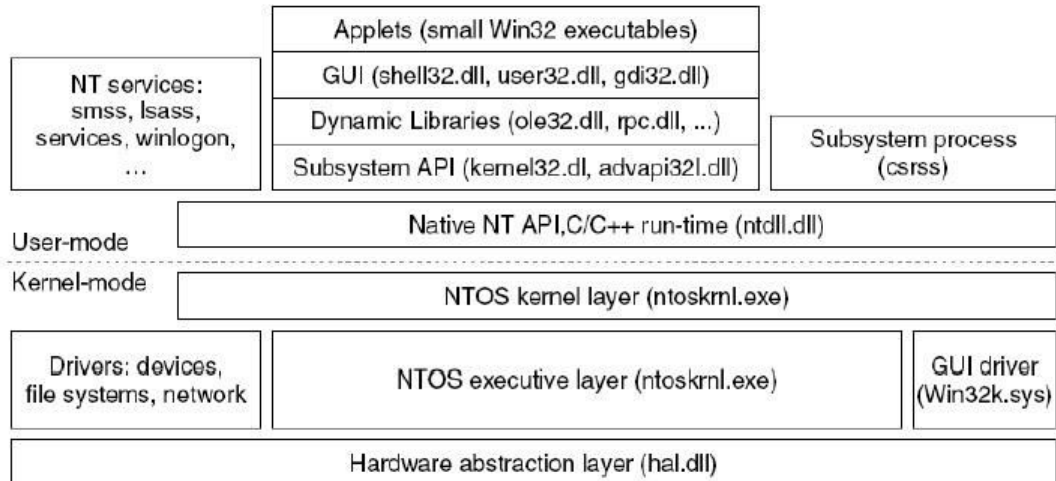 Applets (small Win32 executables)
NT services:
smss, lsass,
services, winlogon,
...
GUI (shell32.dll, user32.dll, gdi32.dll)
Dynamic Libraries (ole32.dll, rpc.dll, ...)
Subsystem API (kernel32.dl, advapi32l.dll)
Subsystem process
(csrss)
Native NT API,C/C++ run-time (ntdll.dll)
User-mode
Kernel-mode
NTOS kernel layer (ntoskrnl.exe)
Drivers: devices,
file systems, network
NTOS executive layer (ntoskrnl.exe)
GUI driver
(Win32k.sys)
Hardware abstraction layer (hal.dll)